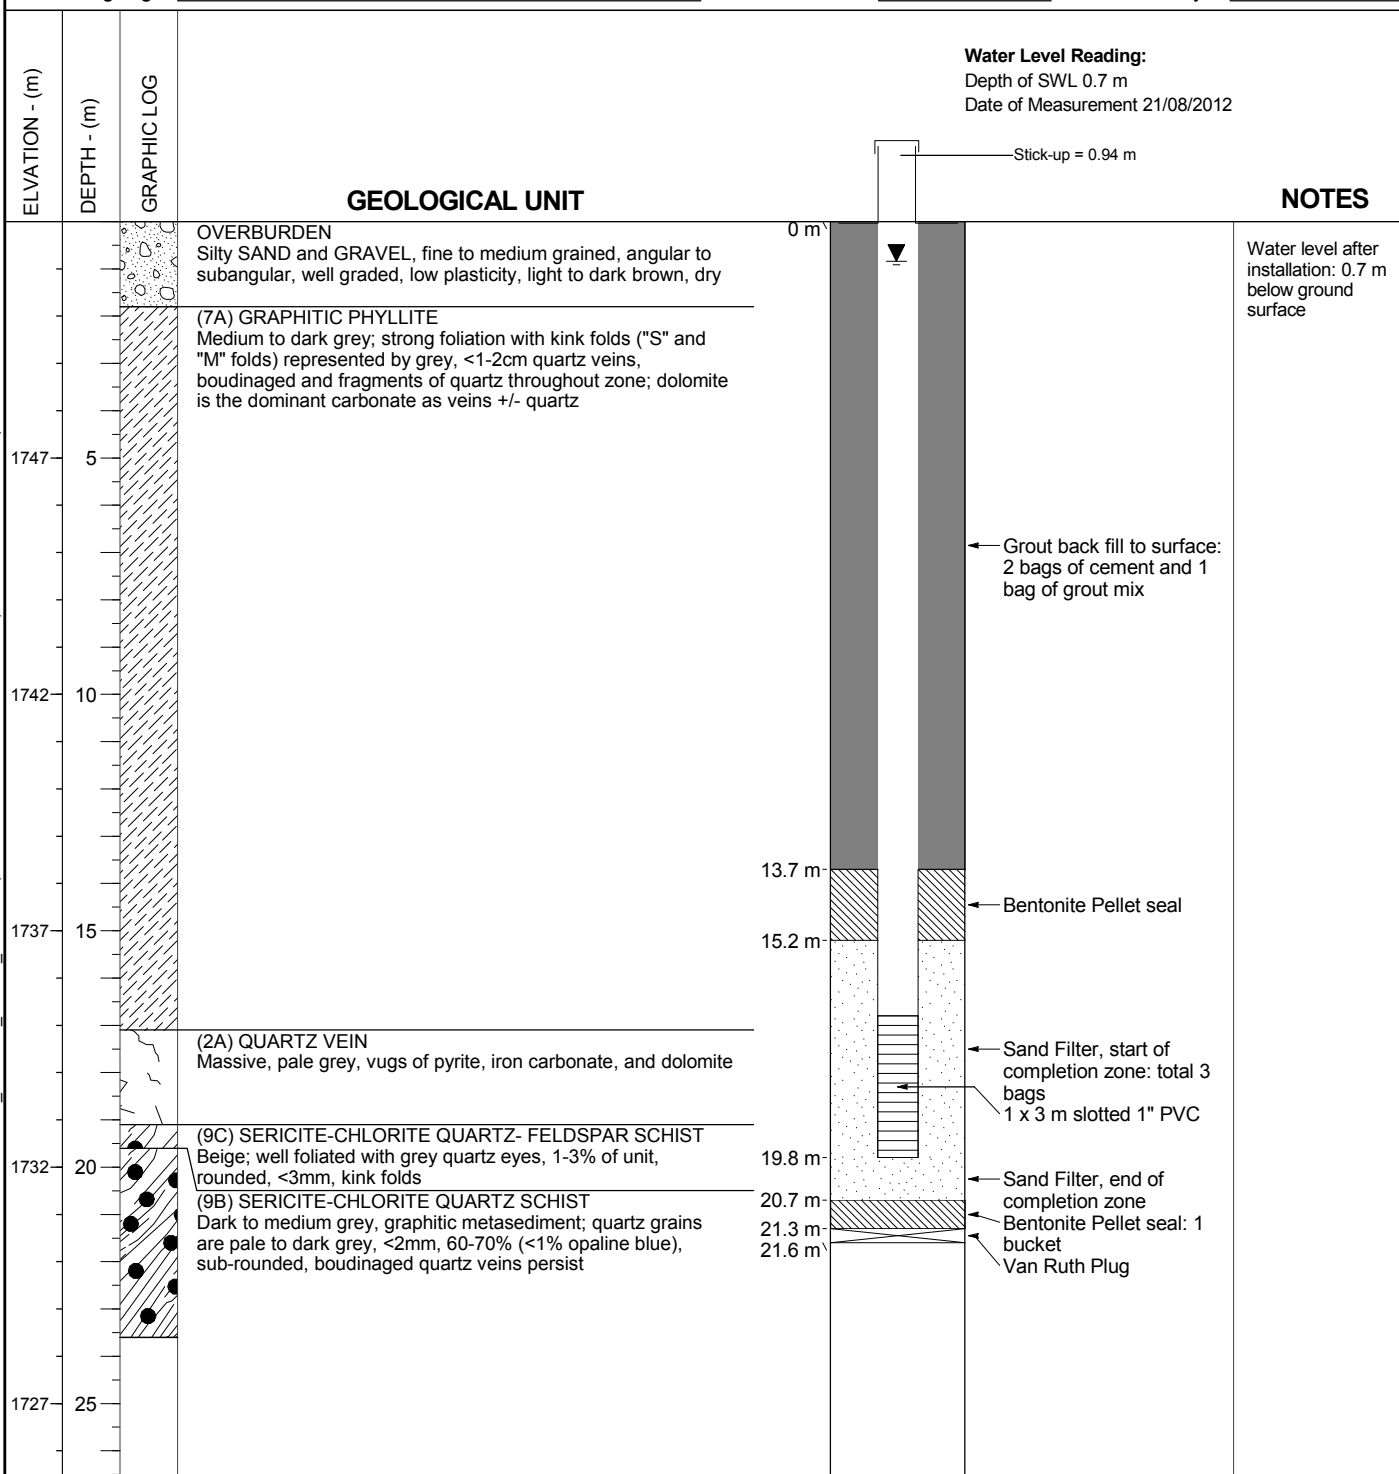 Water Level Reading:
Depth of SWL 0.7 m
Date of Measurement 21/08/2012
Stick-up = 0.94 m
ELVATION - (m)
DEPTH - (m)
GRAPHIC LOG
GEOLOGICAL UNIT
NOTES
OVERBURDEN
Silty SAND and GRAVEL, fine to medium grained, angular to
subangular, well graded, low plasticity, light to dark brown, dry
0 m
Water level after
installation: 0.7 m
below ground
surface
(7A) GRAPHITIC PHYLLITE
Medium to dark grey; strong foliation with kink folds ("S" and
"M" folds) represented by grey, <1-2cm quartz veins,
boudinaged and fragments of quartz throughout zone; dolomite
is the dominant carbonate as veins +/- quartz
1747 5
Grout back fill to surface:
2 bags of cement and 1
bag of grout mix
1742 10
13.7 m
Bentonite Pellet seal
1737 15
15.2 m
(2A) QUARTZ VEIN
Massive, pale grey, vugs of pyrite, iron carbonate, and dolomite
Sand Filter, start of
completion zone: total 3
bags
1 x 3 m slotted 1" PVC
(9C) SERICITE-CHLORITE QUARTZ- FELDSPAR SCHIST
Beige; well foliated with grey quartz eyes, 1-3% of unit,
rounded, <3mm, kink folds
1732 20
19.8 m
Sand Filter, end of
completion zone
(9B) SERICITE-CHLORITE QUARTZ SCHIST
Dark to medium grey, graphitic metasediment; quartz grains
are pale to dark grey, <2mm, 60-70% (<1% opaline blue),
sub-rounded, boudinaged quartz veins persist
20.7 m
21.3 m
21.6 m
Bentonite Pellet seal: 1
bucket
Van Ruth Plug
1727 25